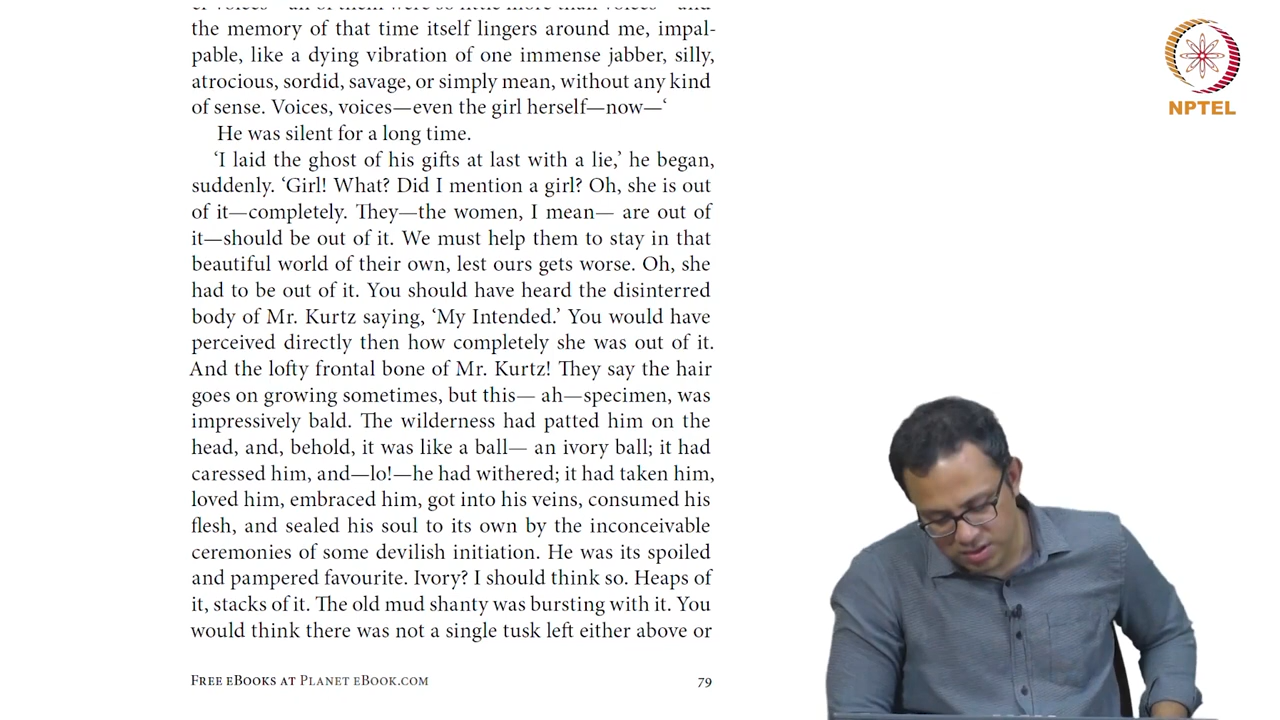 the memory of that time itself lingers around me, impal-
pable, like a dying vibration of one immense jabber, silly,
atrocious, sordid, savage, or simply mean, without any kind
of sense. Voices, voices—even the girl herself—now—‘
He was silent for a long time.
‘I laid the ghost of his gifts at last with a lie,’ he began,
suddenly. ‘Girl! What? Did I mention a girl? Oh, she is out
of it—completely. They—the women, I mean— are out of
it—should be out of it. We must help them to stay in that
beautiful world of their own, lest ours gets worse. Oh, she
had to be out of it. You should have heard the disinterred
body of Mr. Kurtz saying, ‘My Intended.’ You would have
perceived directly then how completely she was out of it.
And the lofty frontal bone of Mr. Kurtz! They say the hair
goes on growing sometimes, but this— ah—specimen, was
impressively bald. The wilderness had patted him on the
head, and, behold, it was like a ball— an ivory ball; it had
caressed him, and—lo!—he had withered; it had taken him,
loved him, embraced him, got into his veins, consumed his
flesh, and sealed his soul to its own by the inconceivable
ceremonies of some devilish initiation. He was its spoiled
and pampered favourite. Ivory? I should think so. Heaps of
it, stacks of it. The old mud shanty was bursting with it. You
would think there was not a single tusk left either above or
FREE EBOOKS AT PLANET EBOOK.COM 79
NPTEL